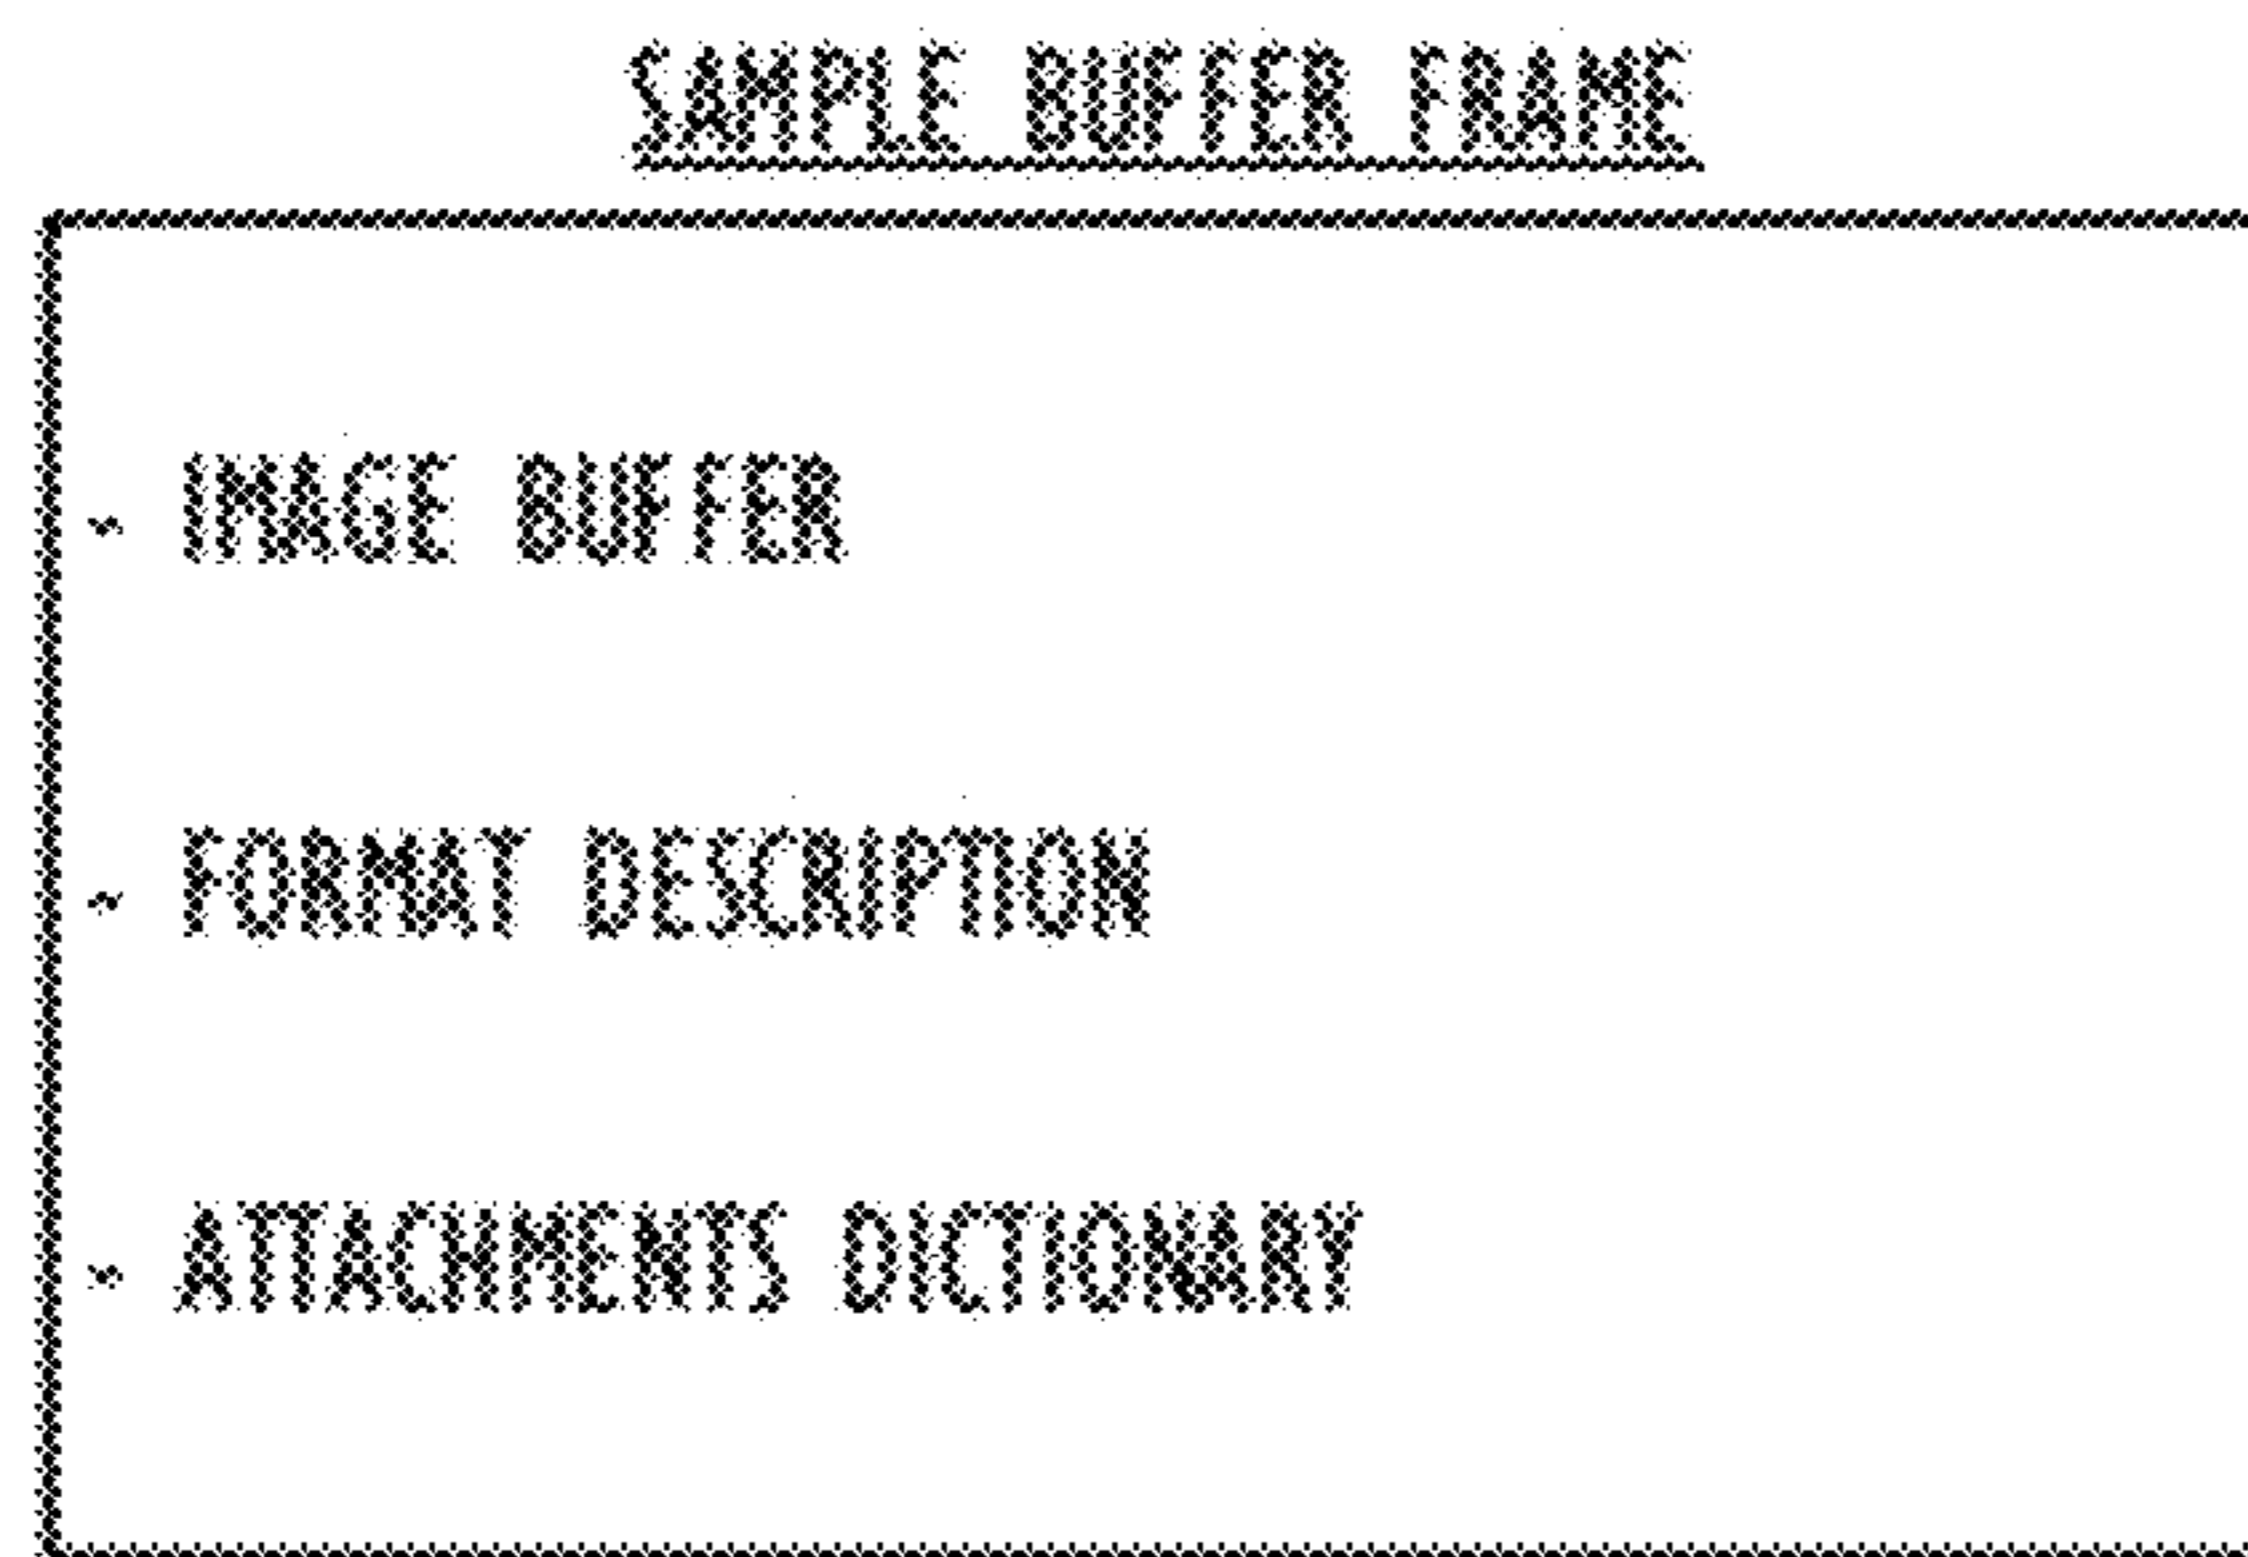 SAMPLE BUFFER FRAME
- IMAGE BUFFER
- FORMAT DESCRIPTION
- ATTACHMENTS DICTIONARY